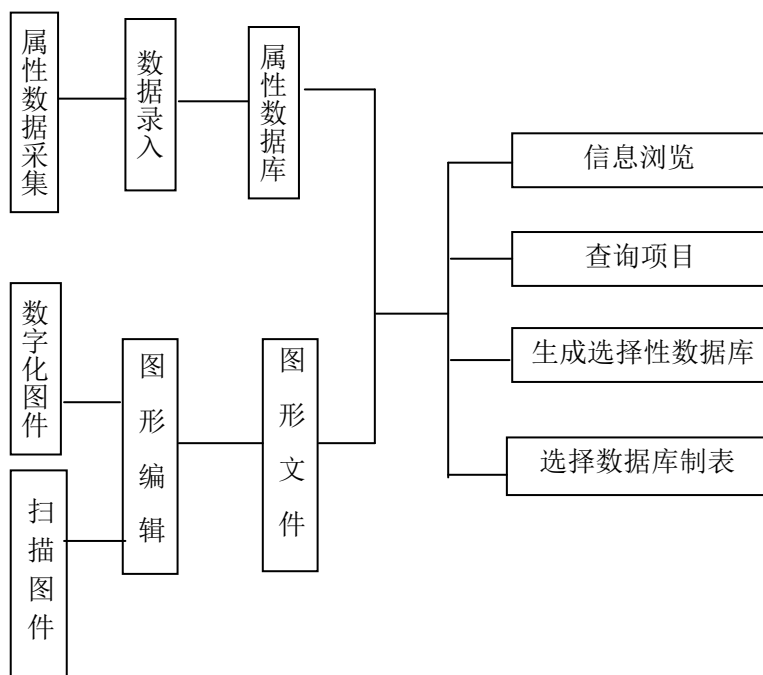 属性数据采集
数据录入
属性数据库
信息浏览
查询项目
生成选择性数据库
选择数据库制表
数字化图件
扫描图件
图形编辑
图形文件